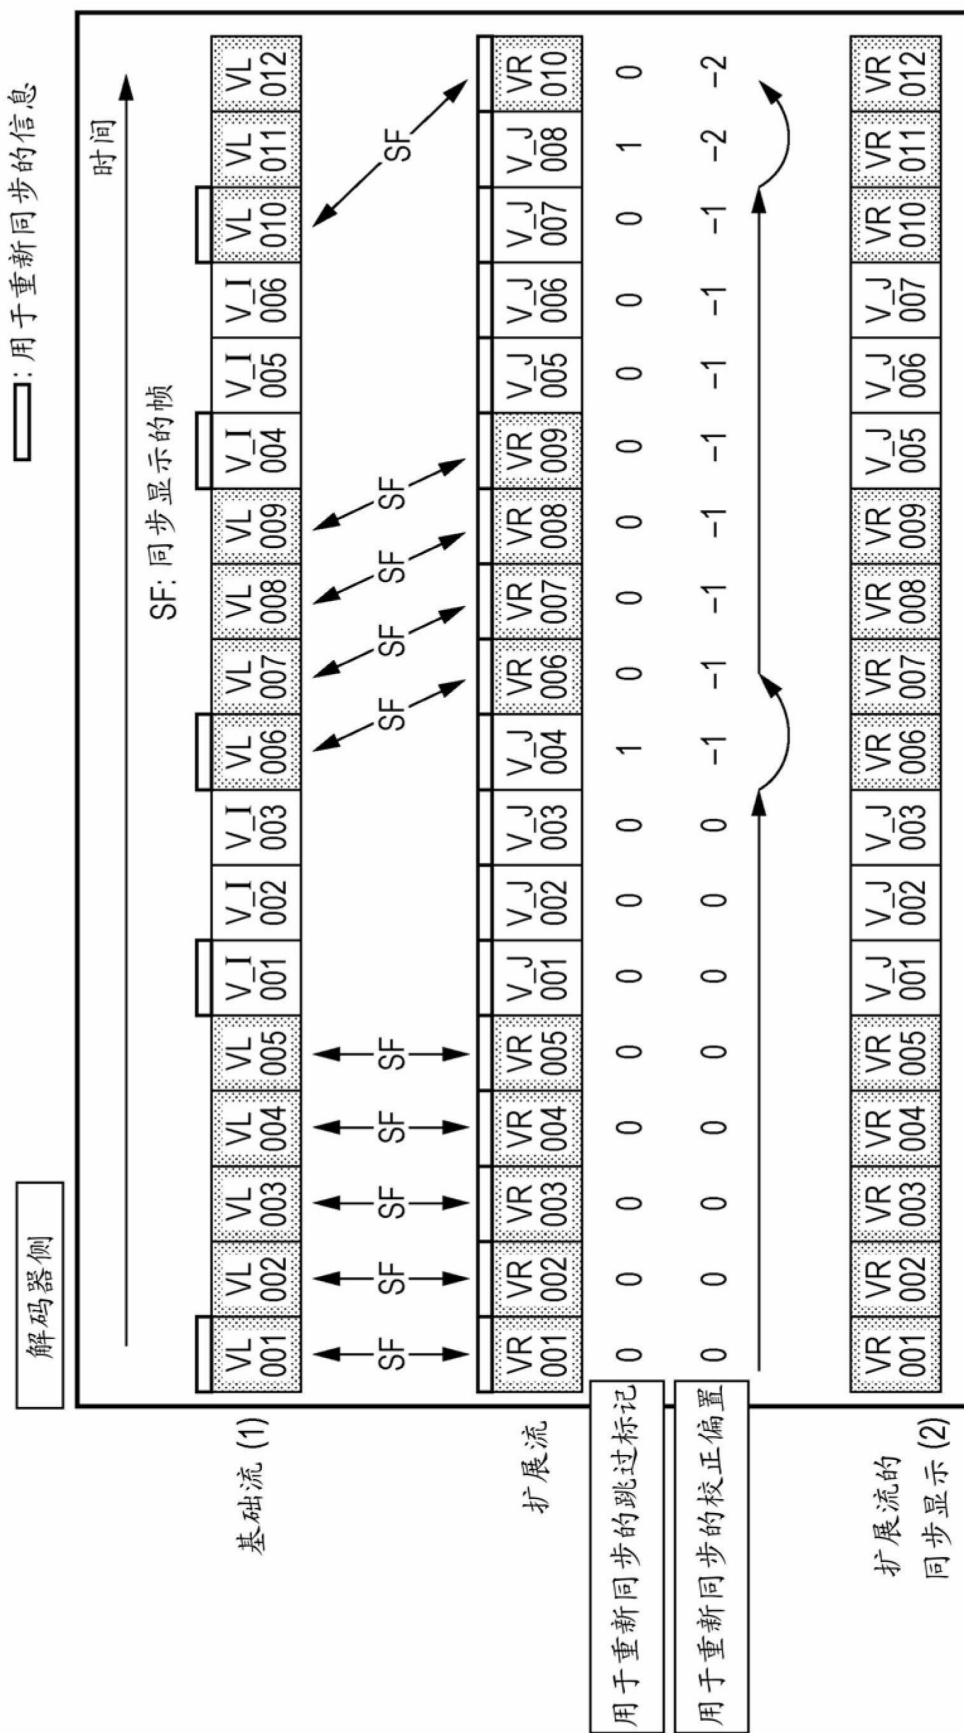 ▭: 用于重新同步的信息
解码器侧
时间
SF: 同步显示的帧
基础流 (1)
VL VL VL VL VL V_I V_I V_I VL VL VL VL V_I V_I V_I VL VL VL
001 002 003 004 005 001 002 003 006 007 008 009 004 005 006 010 011 012
SF SF SF SF SF SF SF SF SF SF
扩展流
VR VR VR VR VR V_J V_J V_J V_J VR VR VR VR V_J V_J V_J V_J VR
001 002 003 004 005 001 002 003 004 006 007 008 009 005 006 007 008 010
用于重新同步的跳过标记
0 0 0 0 0 0 0 0 1 0 0 0 0 0 0 0 1 0
用于重新同步的校正偏置
0 0 0 0 0 0 0 0 -1 -1 -1 -1 -1 -1 -1 -1 -2 -2
扩展流的
同步显示 (2)
VR VR VR VR VR V_J V_J V_J VR VR VR VR V_J V_J V_J VR VR VR
001 002 003 004 005 001 002 003 006 007 008 009 005 006 007 010 011 012